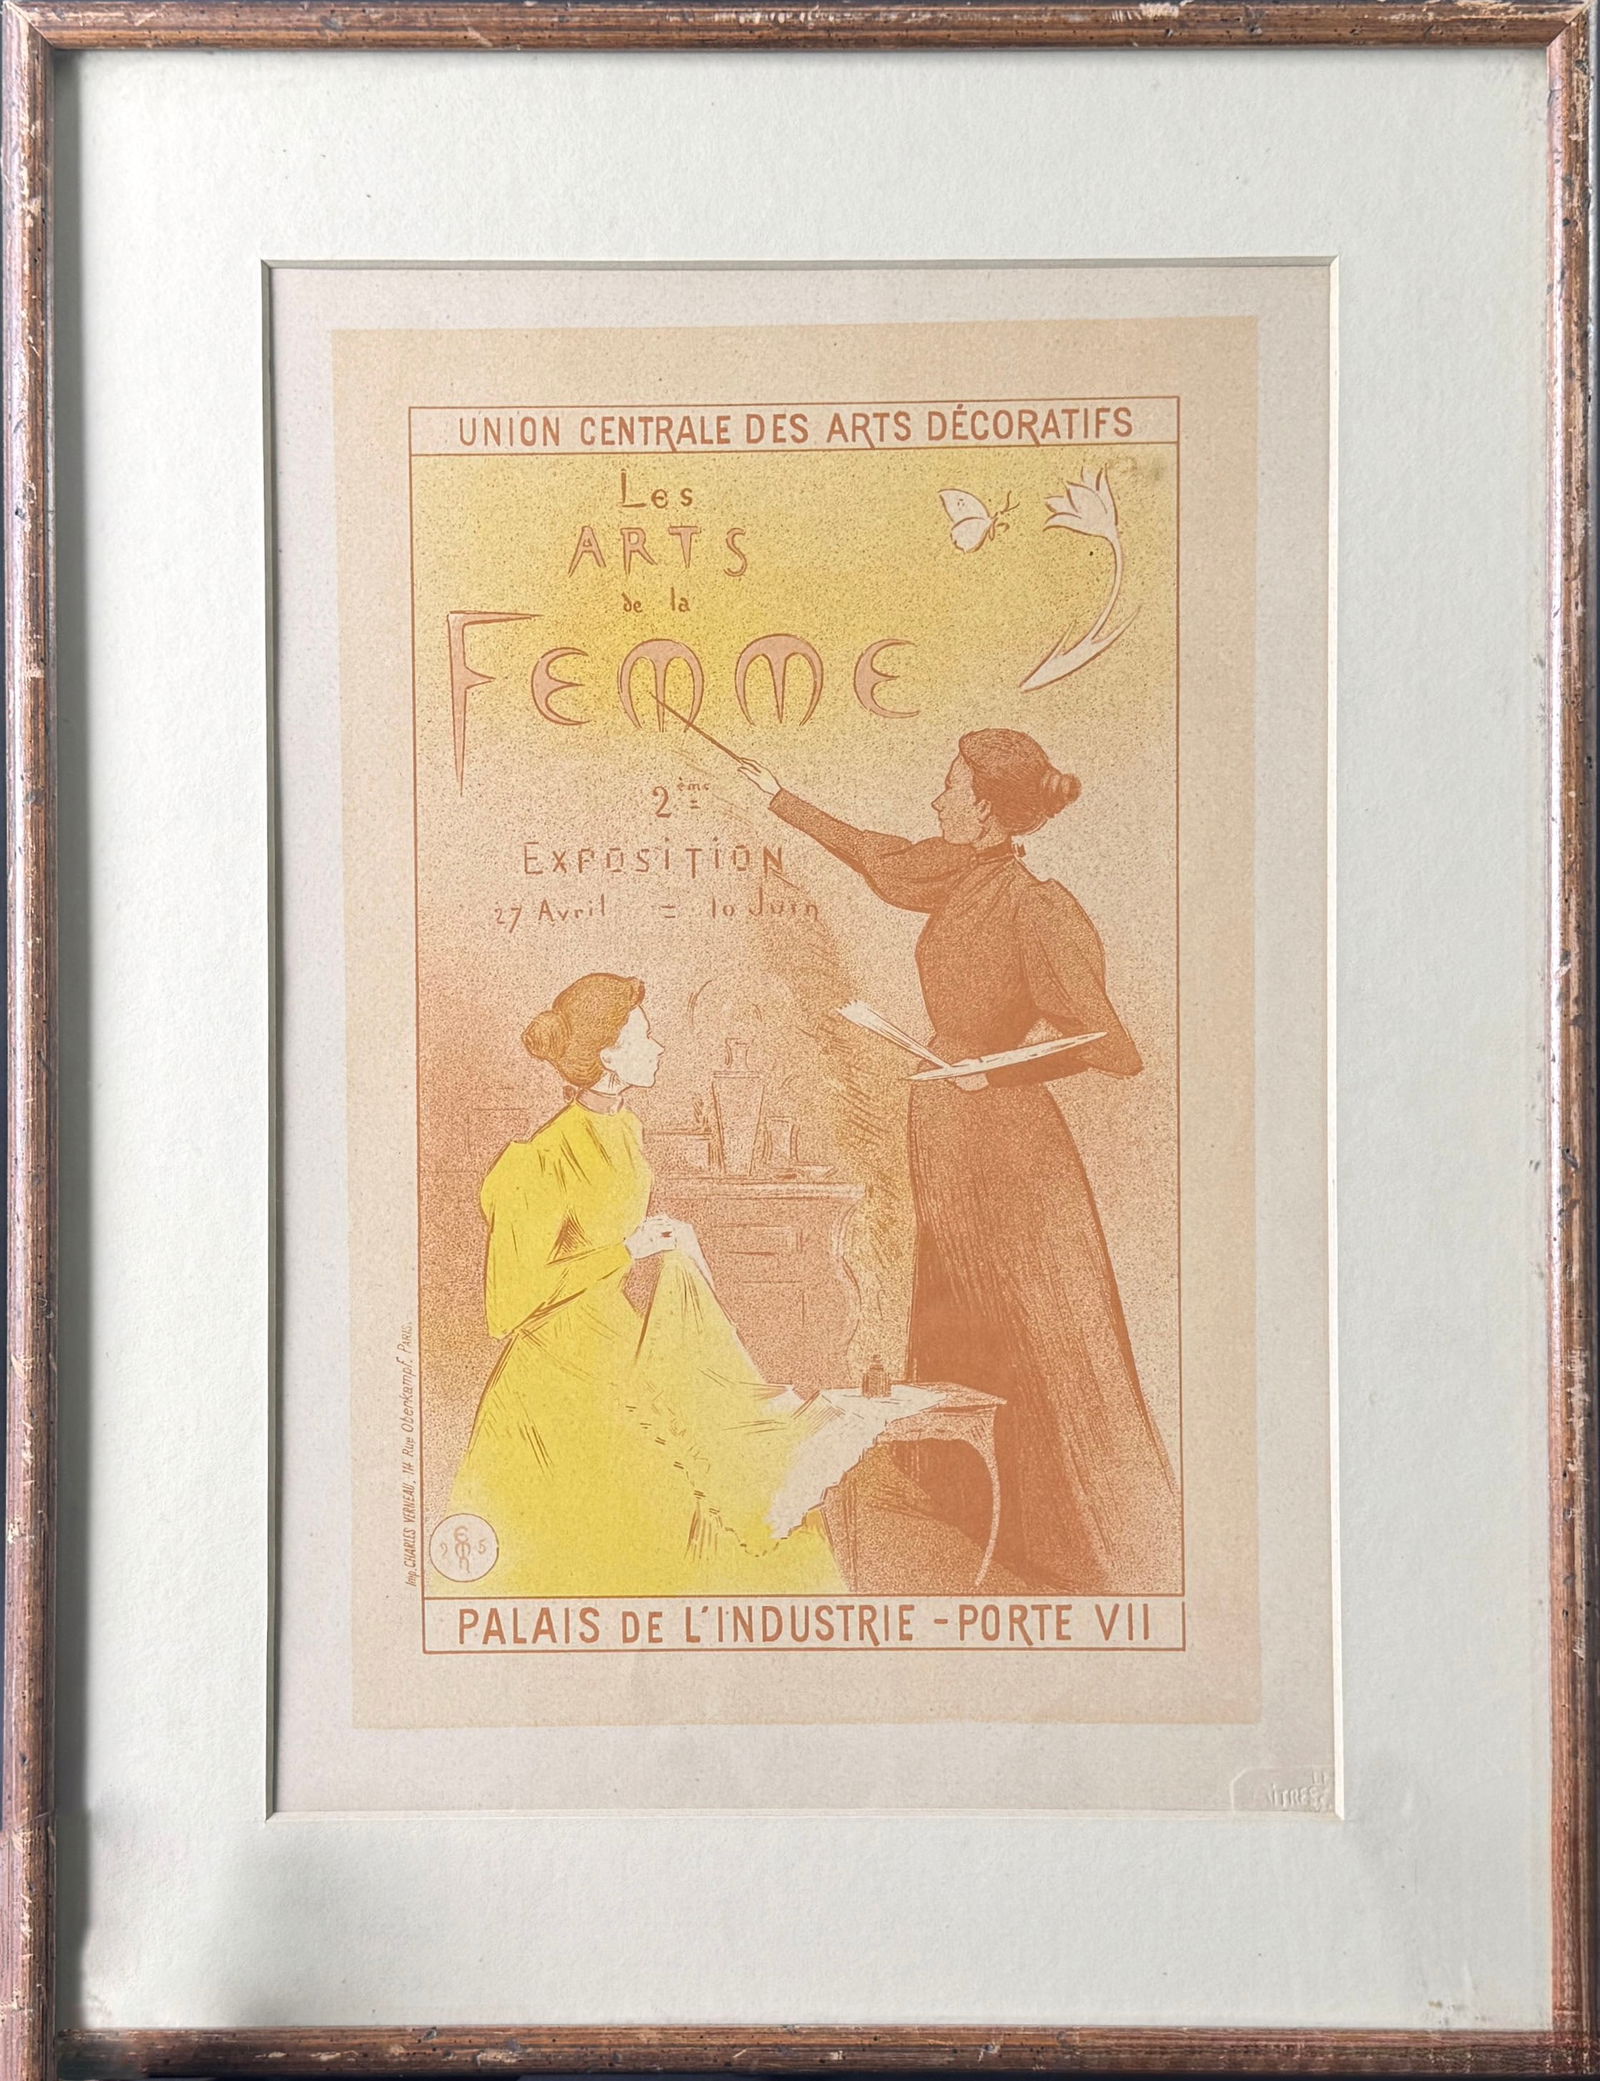 UNION CENTRALE DES ARTS DÉCORATIFS
Les
ARTS
de la
FEMME
2ème
EXPOSITION
27 Avril = 10 Juin
Imp. CHARLES VERNEAU. 114 Rue Oberkampf. PARIS.
95
PALAIS DE L'INDUSTRIE - PORTE VII